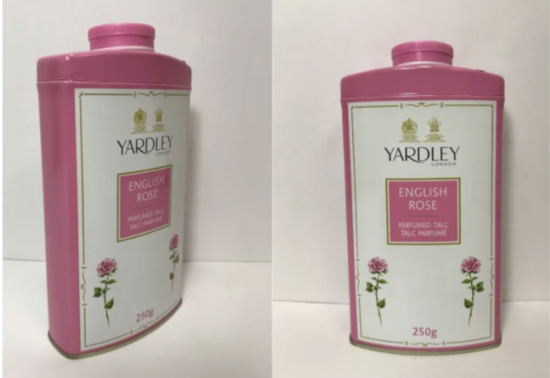 YARDLEY
LONDON
ENGLISH
ROSE
PERFUMED TALC
TALC PARFUMÉ
250g
YARDLEY
LONDON
ENGLISH
ROSE
PERFUMED TALC
TALC PARFUMÉ
250g